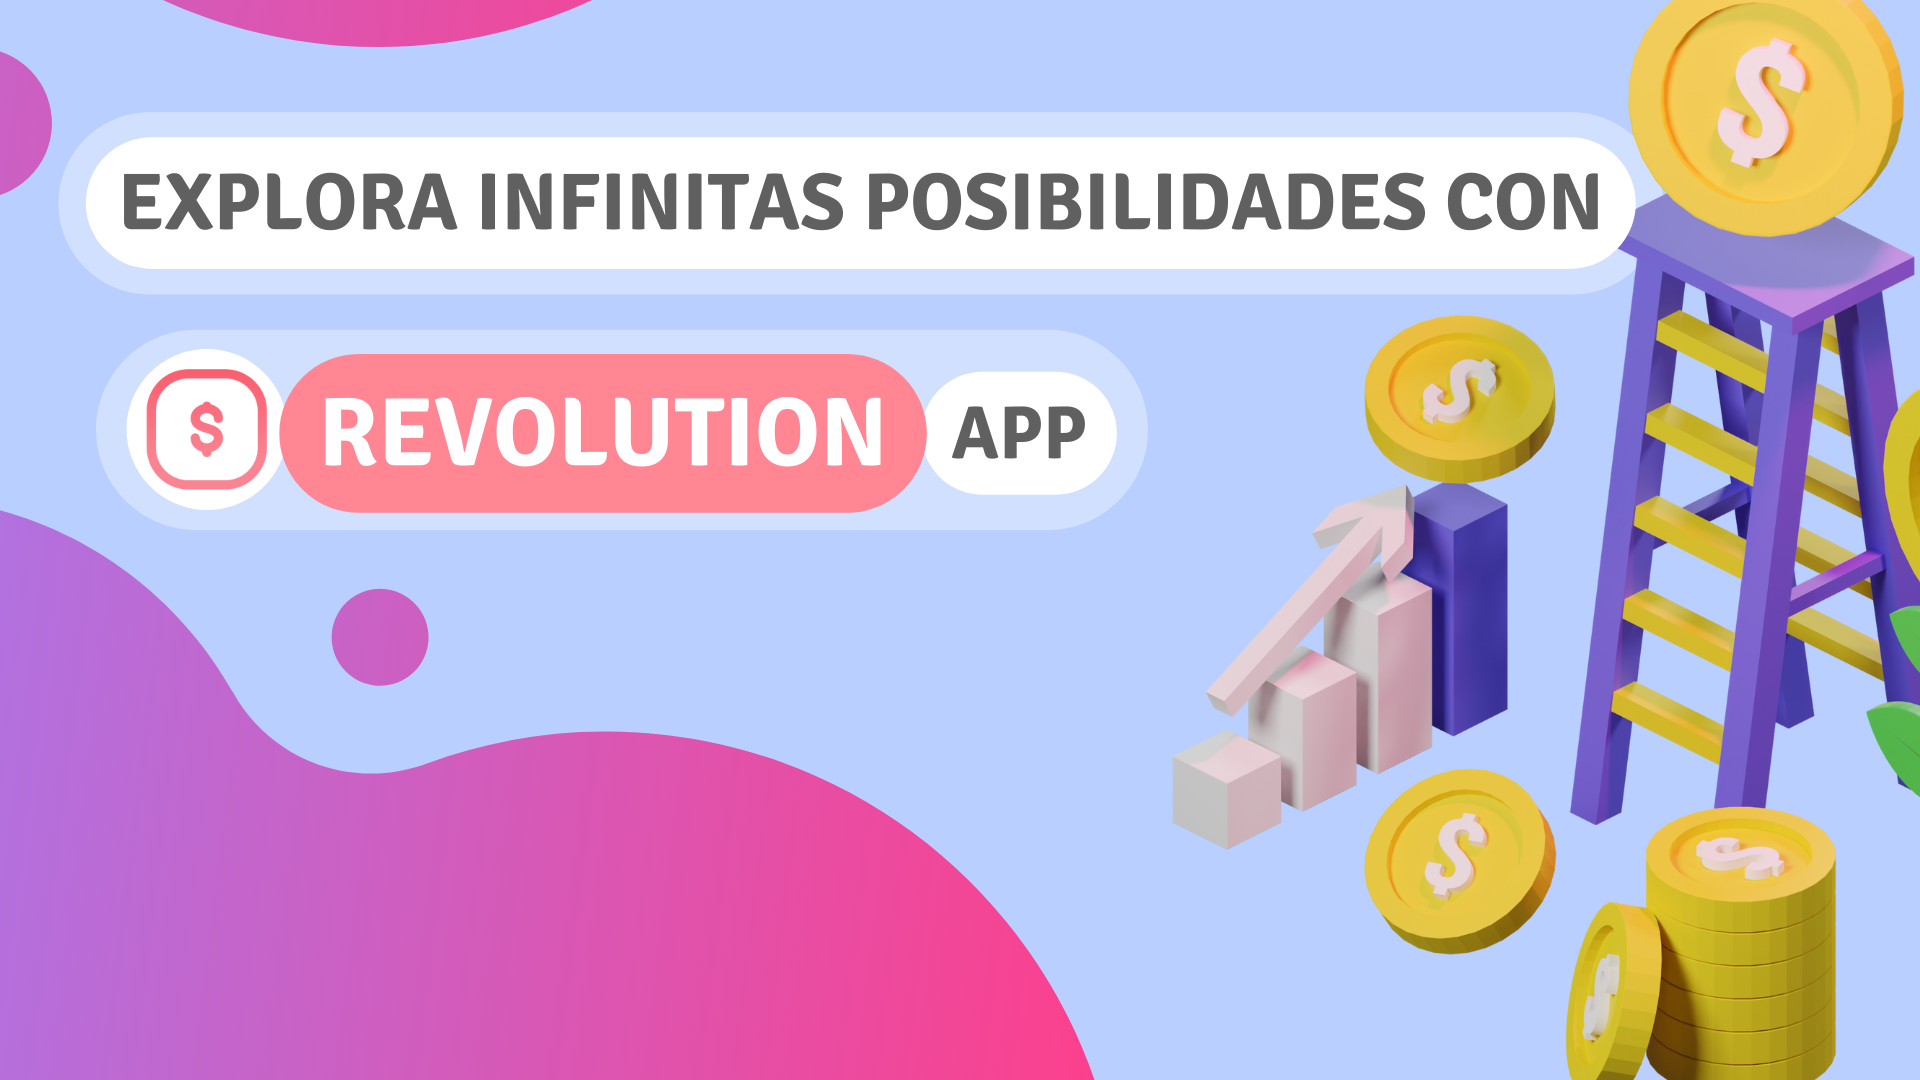 EXPLORA INFINITAS POSIBILIDADES CON
$ REVOLUTION APP
$
$
$
$
$